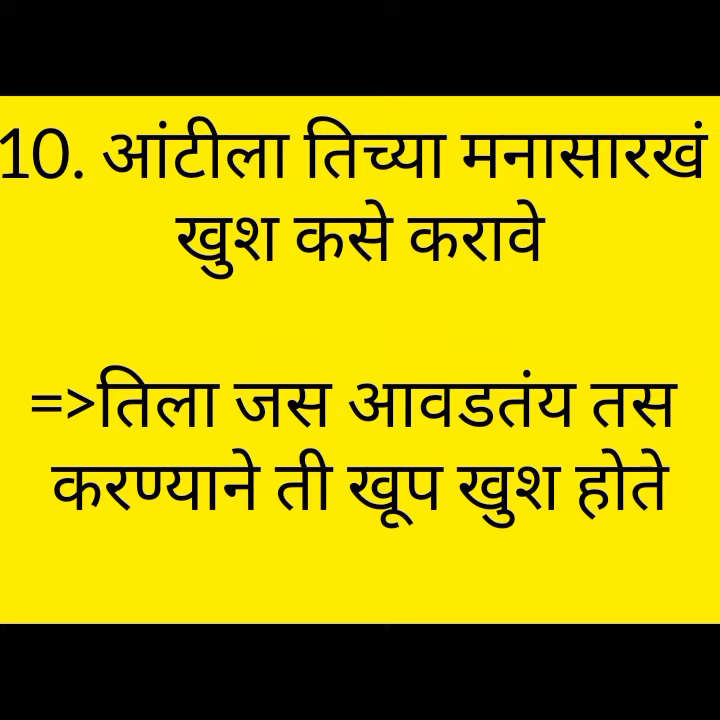 10. आंटीला तिच्या मनासारखं
खुश कसे करावे
=>तिला जस आवडतंय तस
करण्याने ती खूप खुश होते